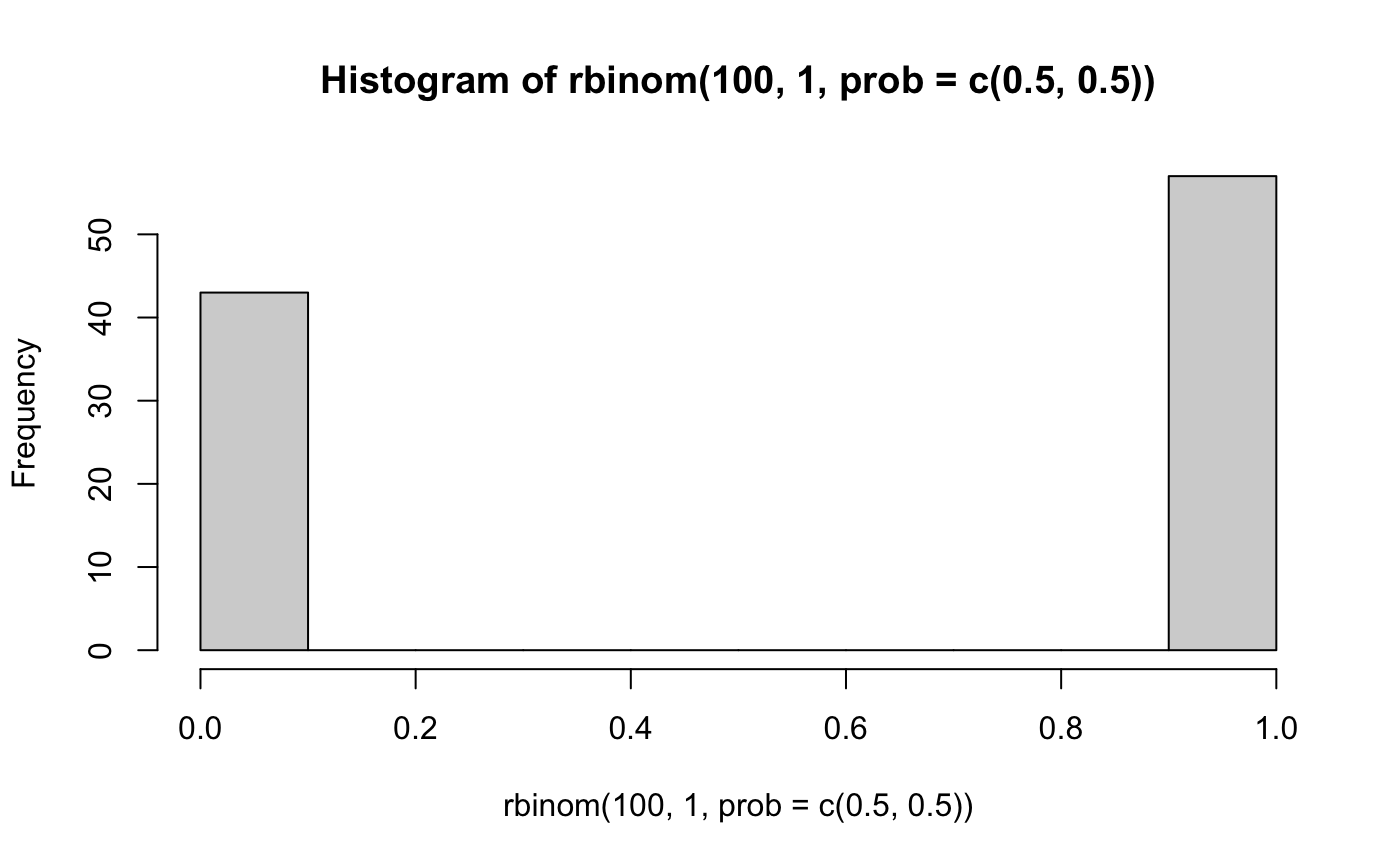 Histogram of rbinom(100, 1, prob = c(0.5, 0.5))
Frequency
50
40
30
20
10
0
0.0 0.2 0.4 0.6 0.8 1.0
rbinom(100, 1, prob = c(0.5, 0.5))